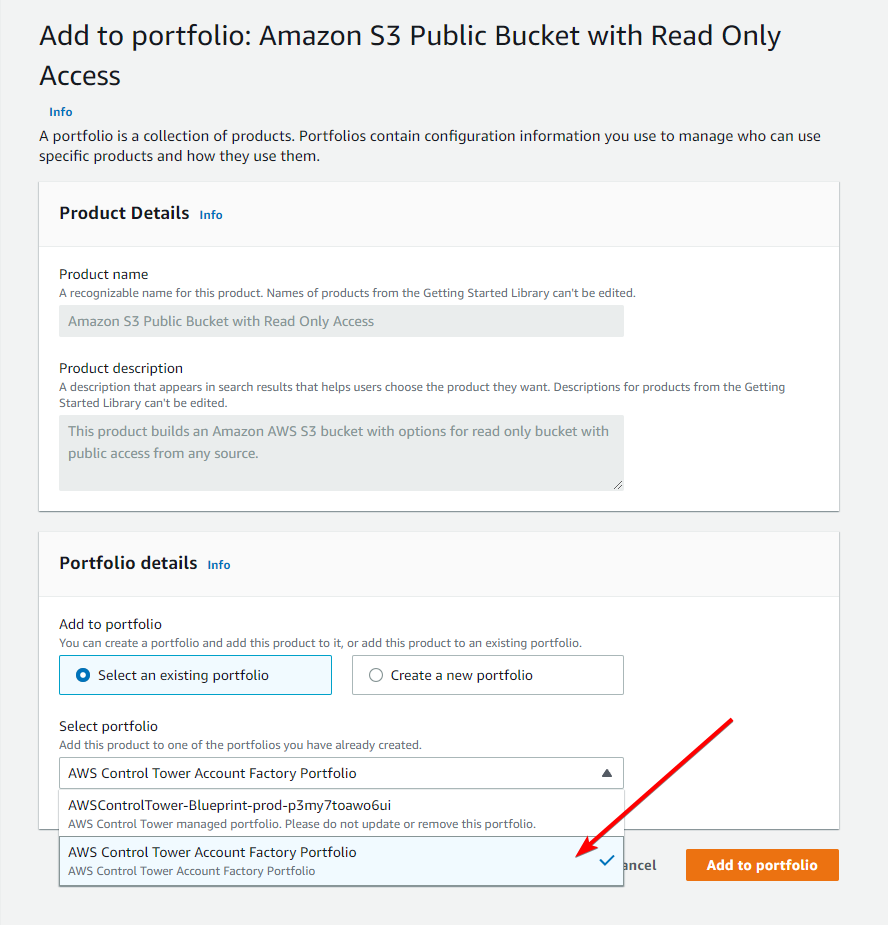 Add to portfolio: Amazon S3 Public Bucket with Read Only
Access
Info
A portfolio is a collection of products. Portfolios contain configuration information you use to manage who can use
specific products and how they use them.
Product Details Info
Product name
A recognizable name for this product. Names of products from the Getting Started Library can't be edited.
Amazon S3 Public Bucket with Read Only Access
Product description
A description that appears in search results that helps users choose the product they want. Descriptions for products from the Getting
Started Library can't be edited.
This product builds an Amazon AWS S3 bucket with options for read only bucket with
public access from any source.
Portfolio details Info
Add to portfolio
You can create a portfolio and add this product to it, or add this product to an existing portfolio.
Select an existing portfolio Create a new portfolio
Select portfolio
Add this product to one of the portfolios you have already created.
AWS Control Tower Account Factory Portfolio
AWSControlTower-Blueprint-prod-p3my7toawo6ui
AWS Control Tower managed portfolio. Please do not update or remove this portfolio.
AWS Control Tower Account Factory Portfolio
AWS Control Tower Account Factory Portfolio
ancel Add to portfolio